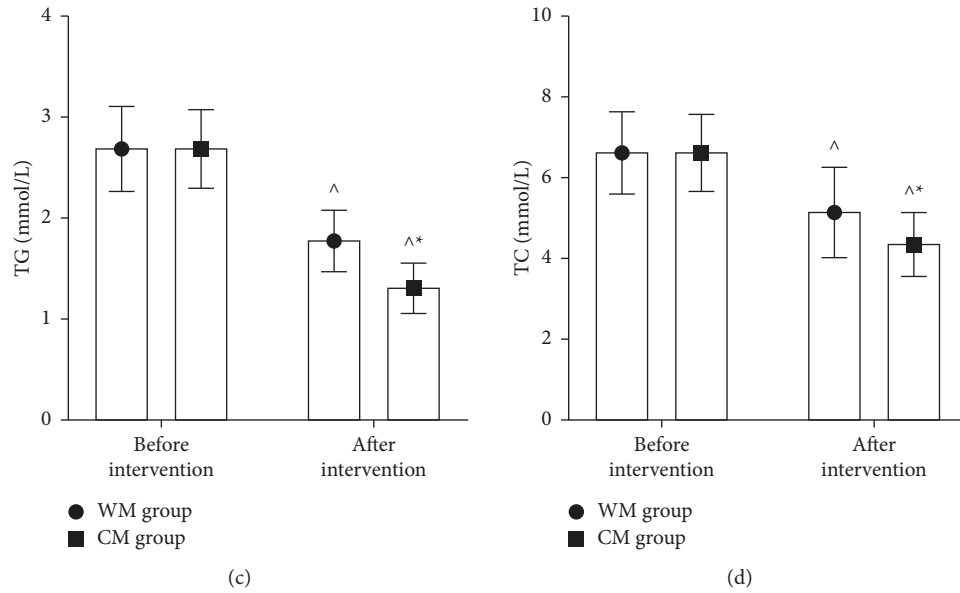 4
3
2
1
0
TG (mmol/L)
^
^*
Before
intervention
After
intervention
WM group
CM group
(c)
10
8
6
4
2
0
TC (mmol/L)
^
^*
Before
intervention
After
intervention
WM group
CM group
(d)